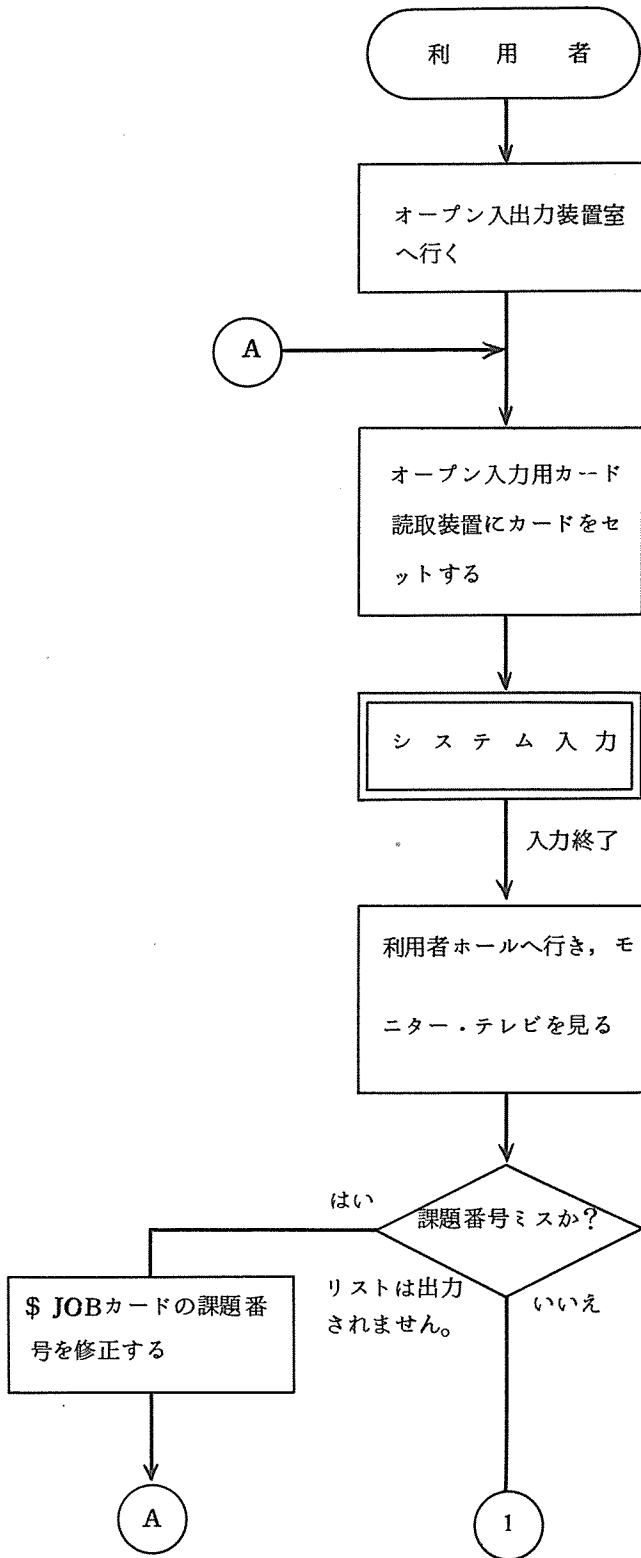 利用者
オープン入出力装置室
へ行く
A
オープン入力用カード
読取装置にカードをセ
ットする
システム入力
入力終了
利用者ホールへ行き，モ
ニター・テレビを見る
課題番号ミスか？
はい
リストは出力
されません。
いいえ
$ JOBカードの課題番
号を修正する
A
1